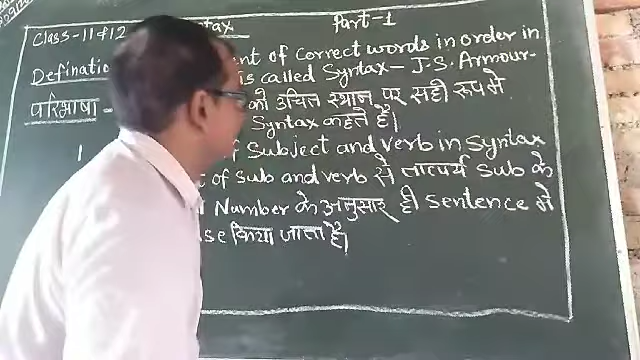 Class-11+12 tax Part-1
Definatio nt of Correct words in order in
is called Syntax - J.S. Armour-
परिभाषा - को उचित स्थान पर सही रूप मे
Syntax कहते है।
1 of Subject and verb in Syntax
t of Sub and verb से तात्पर्य Sub के
Number के अनुसार ही Sentence मे
se किया जाता है।